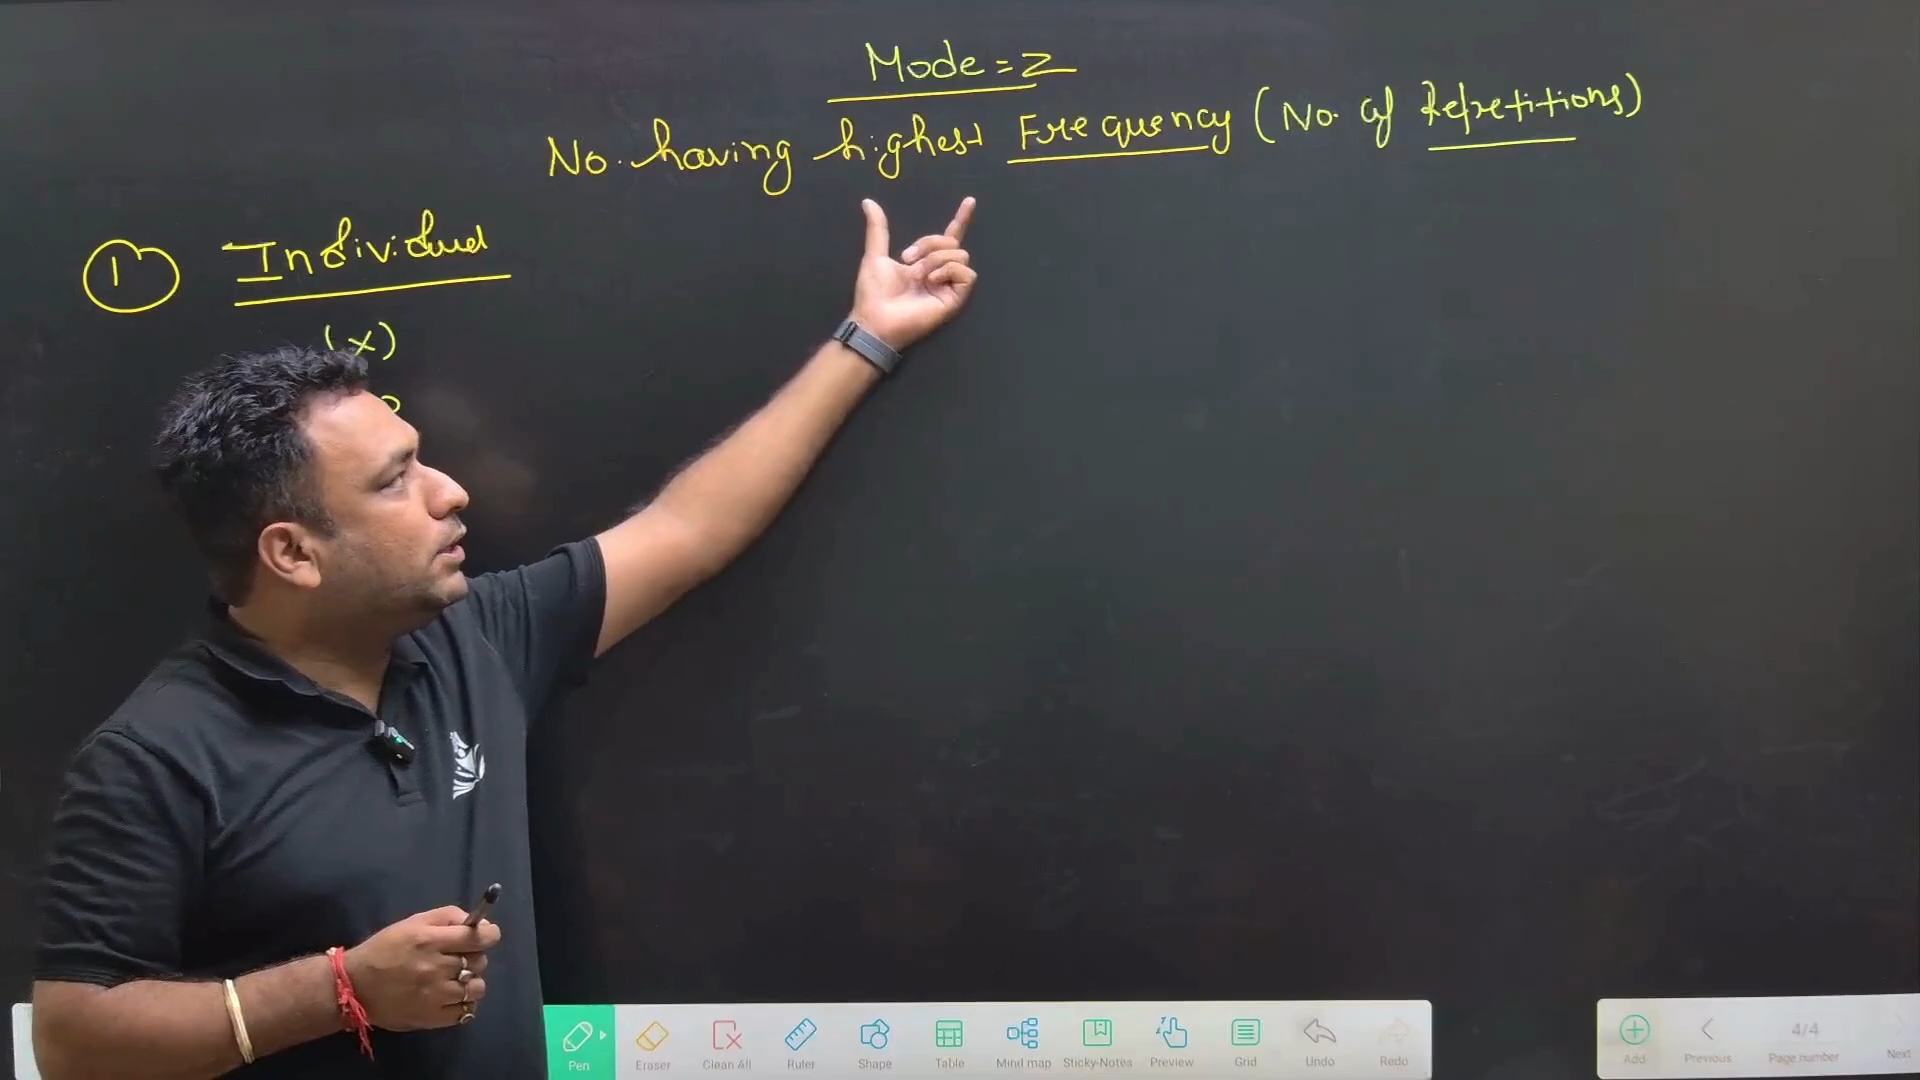 Mode = Z
No. having highest Frequency (No. of Repetitions)
1 Individual
(x)
Pen
Eraser
Clean All
Ruler
Shape
Table
Mind map
Sticky-Notes
Preview
Grid
Undo
Redo
Add
Previous
4/4
Page number
Next